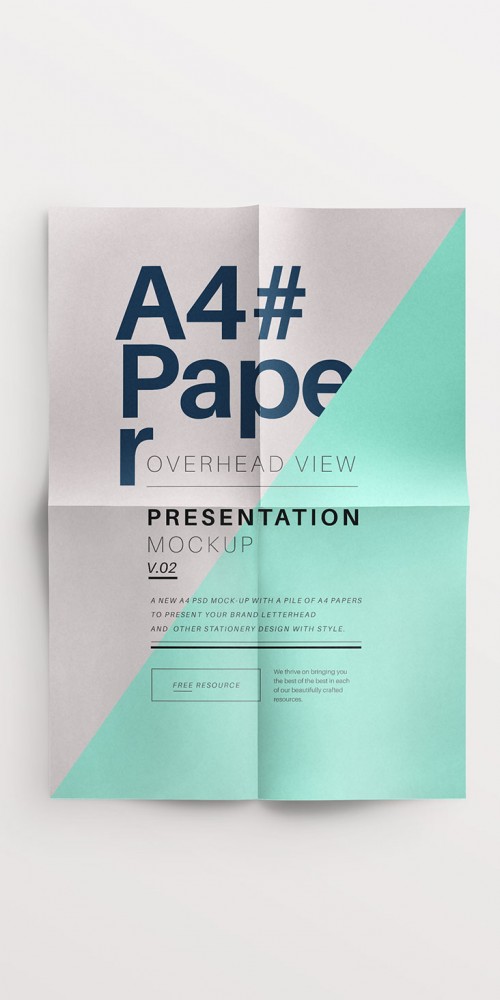 A4#
Pape
r
OVERHEAD VIEW
PRESENTATION
MOCKUP
V.02
A NEW A4 PSD MOCK-UP WITH A PILE OF A4 PAPERS
TO PRESENT YOUR BRAND LETTERHEAD
AND OTHER STATIONERY DESIGN WITH STYLE.
FREE RESOURCE
We thrive on bringing you
the best of the best in each
of our beautifully crafted
resources.